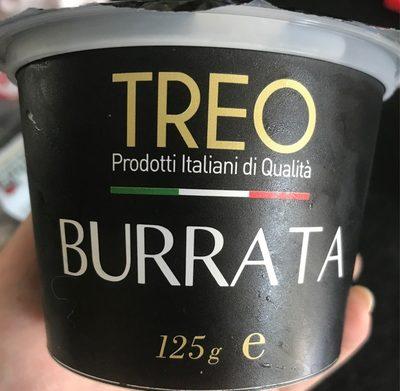 TREO
Prodotti Italiani di Qualità
BURRATA
125g e